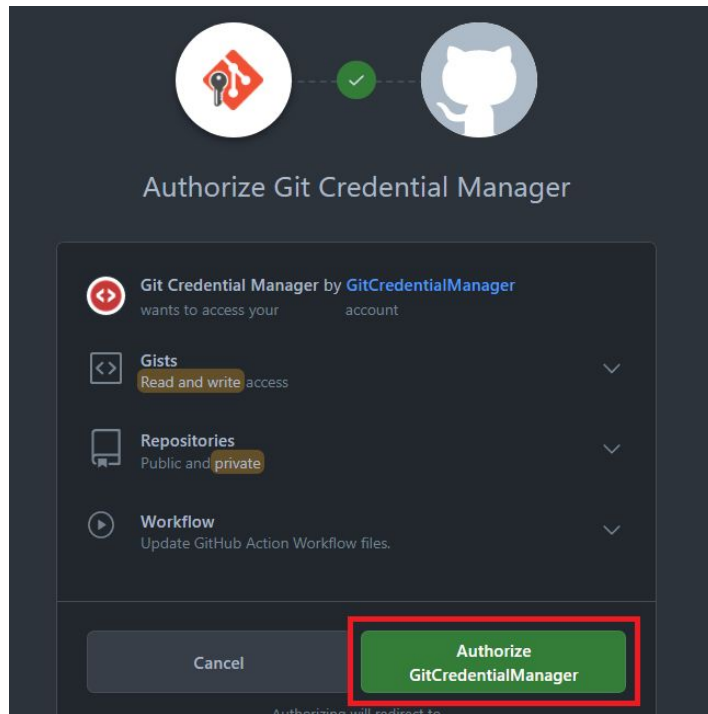 Authorize Git Credential Manager
Git Credential Manager by GitCredentialManager
wants to access your account
Gists
Read and write access
Repositories
Public and private
Workflow
Update GitHub Action Workflow files.
Cancel
Authorize
GitCredentialManager
Authorizing will redirect to